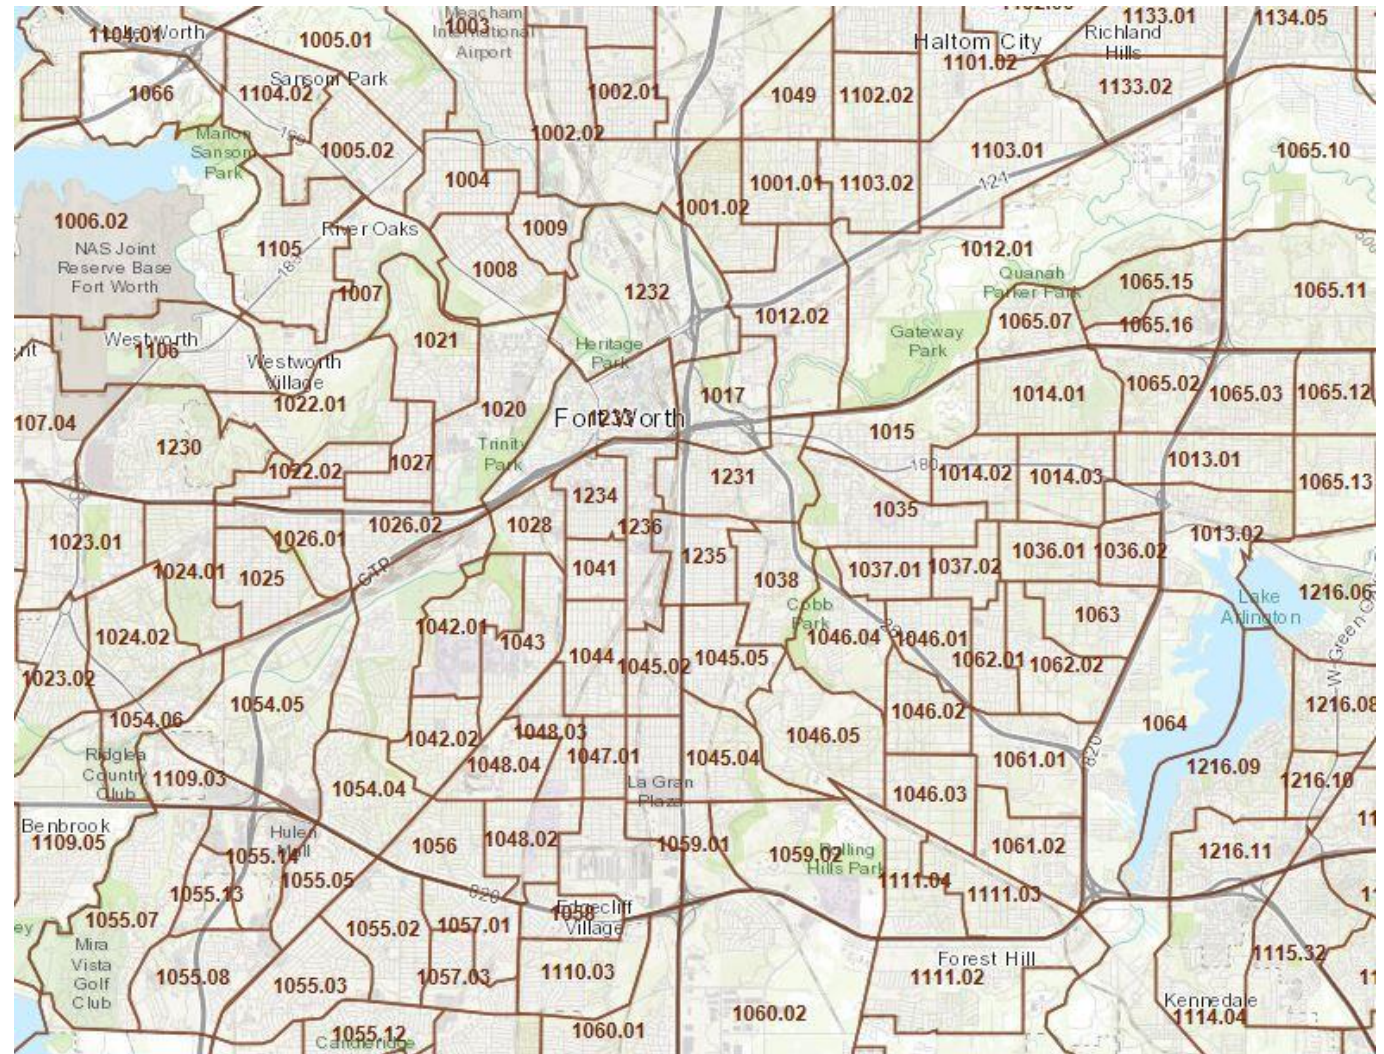 Meacham
International
Airport
1003
1132.06
1133.01
1134.05
Lake Worth
1104.01
1005.01
Haltom City
1101.02
Richland
Hills
Sansom Park
1066
1104.02
1002.01
1049
1102.02
1133.02
1002.02
Marion
Sansom
Park
199
1005.02
1103.01
1065.10
1004
1001.01
1103.02
121
1006.02
1001.02
NAS Joint
Reserve Base
Fort Worth
River Oaks
1009
1105
183
1012.01
1008
Quanah
Parker Park
1065.15
1007
1232
1065.11
1012.02
1065.07
1065.16
Westworth
1106
1021
Heritage
Park
Gateway
Park
Westworth
Village
1022.01
1017
1014.01
1065.02
1065.03
1065.12
107.04
1020
Fort Worth
1233
1015
1230
Trinity
Park
1022.02
1027
1231
180
1014.02
1014.03
1013.01
1065.13
1234
1035
1023.01
1026.01
1026.02
1028
1236
1013.02
1024.01
1025
CTP
1041
1235
1038
1037.01
1037.02
1036.01
1036.02
1216.06
Lake
Arlington
W-Green-O
Cobb
Park
1024.02
1042.01
1043
1046.04
1046.01
1063
1023.02
1044
1045.02
1045.05
1062.01
1062.02
1054.06
1054.05
1046.02
1064
1216.08
1042.02
1048.03
1046.05
Ridglea
Country
Club
1109.03
1048.04
1047.01
1045.04
1061.01
820
1216.09
1216.10
1054.04
La Gran
Plaza
1046.03
Benbrook
1109.05
Hulen
Mall
1055.14
1056
1048.02
1059.01
1059.02
Rolling
Hills Park
1061.02
1216.11
1055.13
1055.05
820
1111.04
1111.03
1055.07
1055.02
1057.01
1058
Edgecliff
Village
Mira
Vista
Golf
Club
1055.08
1055.03
1057.03
1110.03
Forest Hill
1111.02
1115.32
Kennedale
1114.04
1060.02
1055.12
Candleridge
1060.01